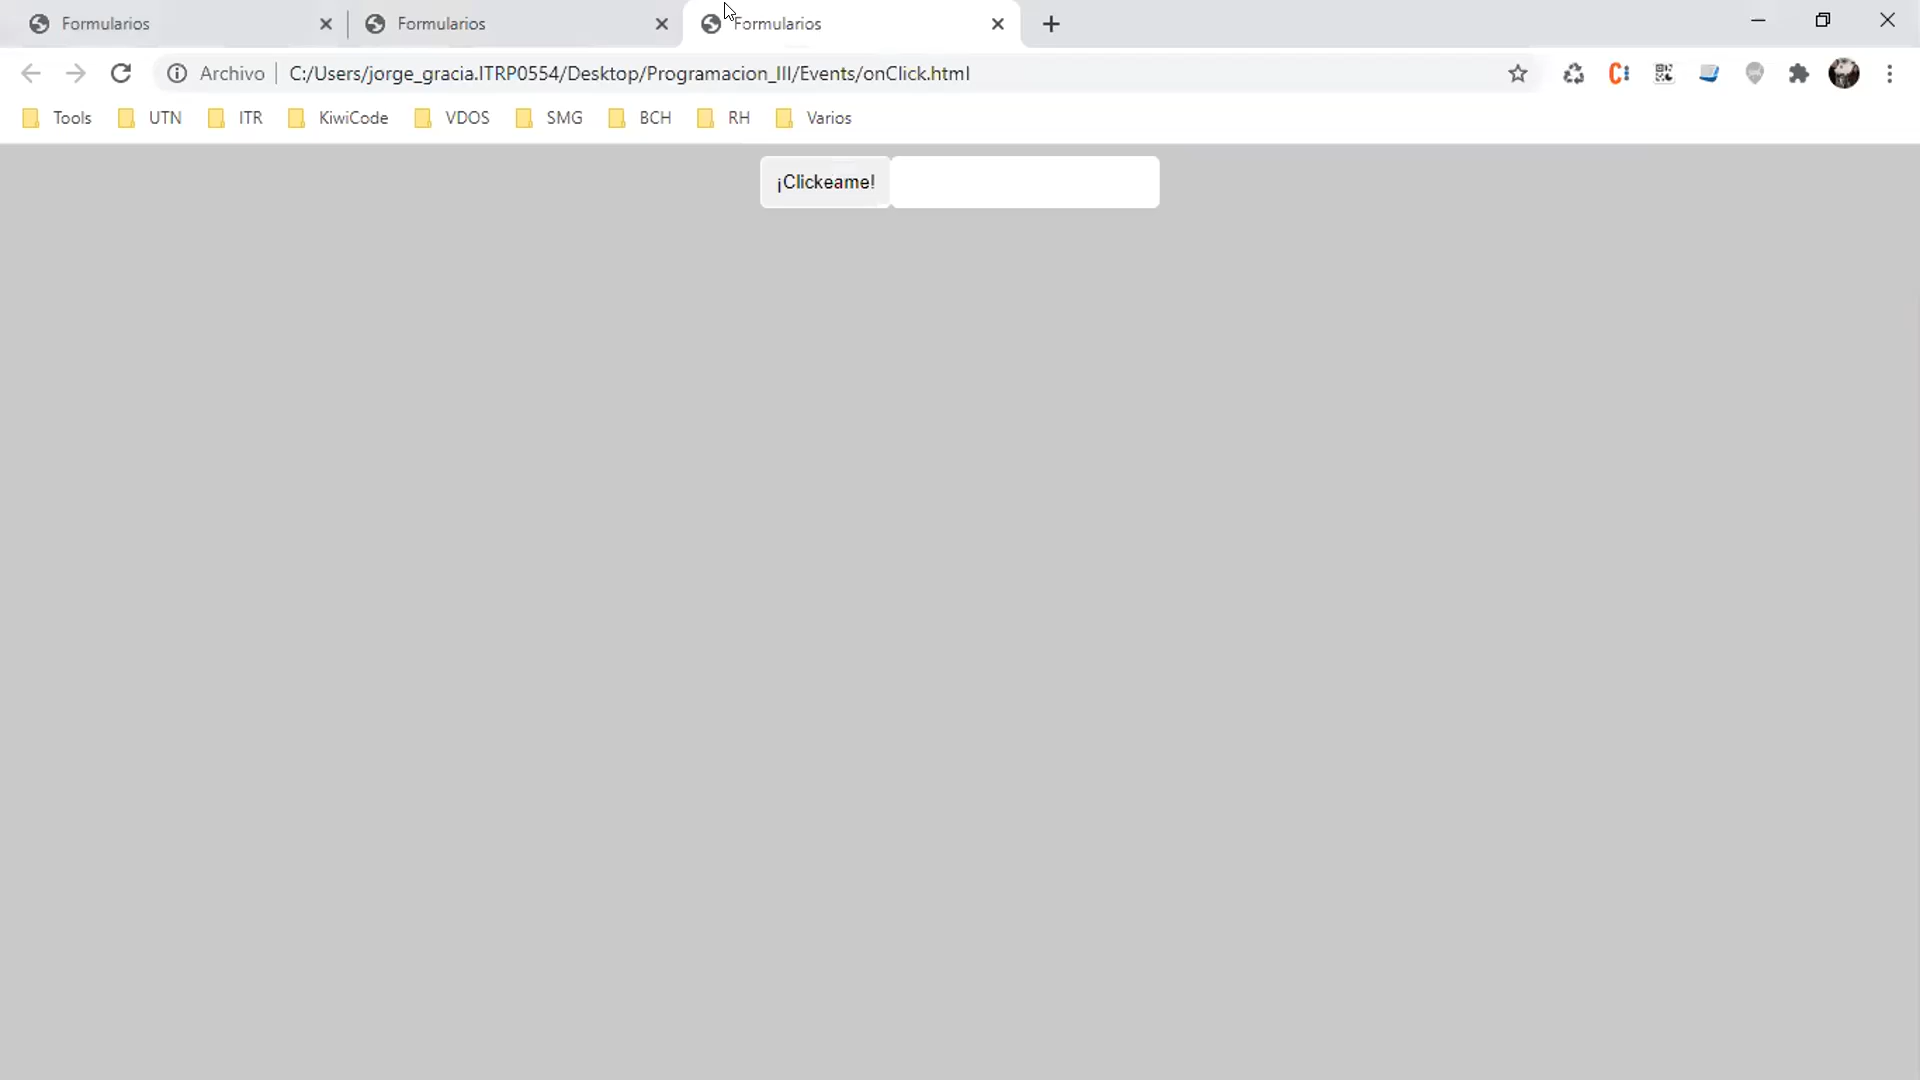 Formularios
Formularios
Formularios
Archivo
C:/Users/jorge_gracia.ITRP0554/Desktop/Programacion_III/Events/onClick.html
Tools
UTN
ITR
KiwiCode
VDOS
SMG
BCH
RH
Varios
¡Clickeame!